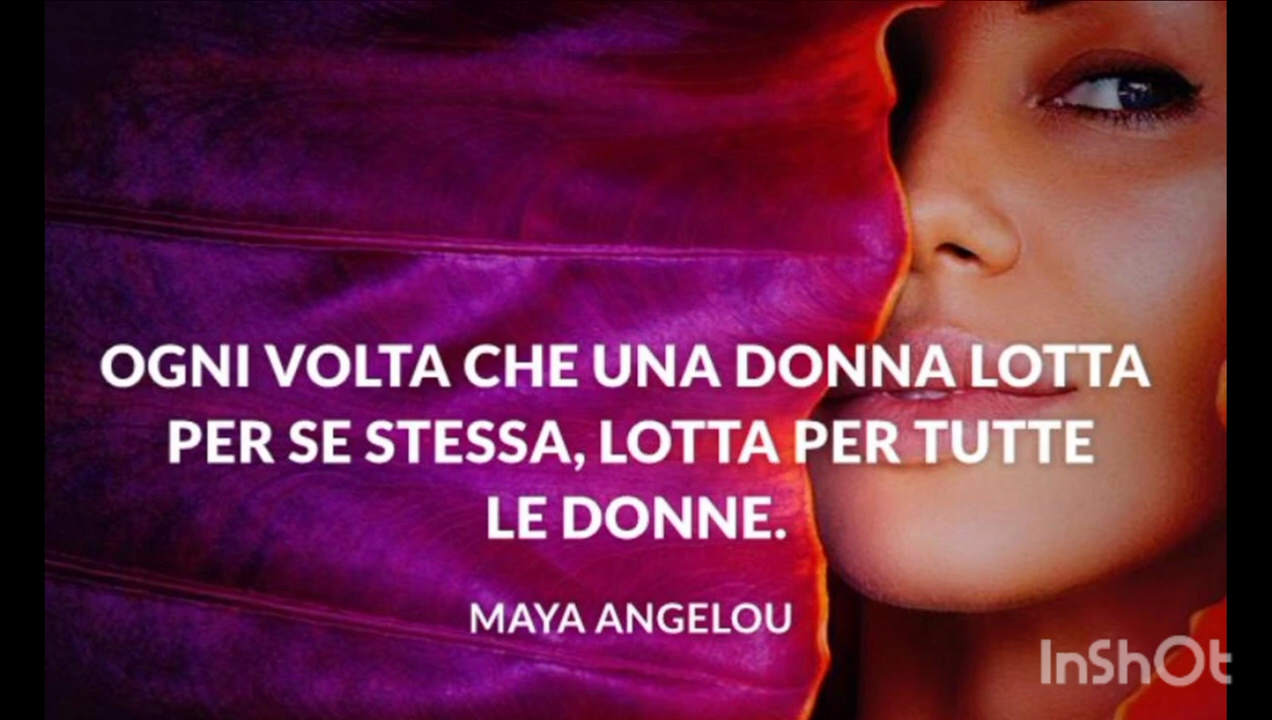 OGNI VOLTA CHE UNA DONNA LOTTA
PER SE STESSA, LOTTA PER TUTTE
LE DONNE.
MAYA ANGELOU
InShOt